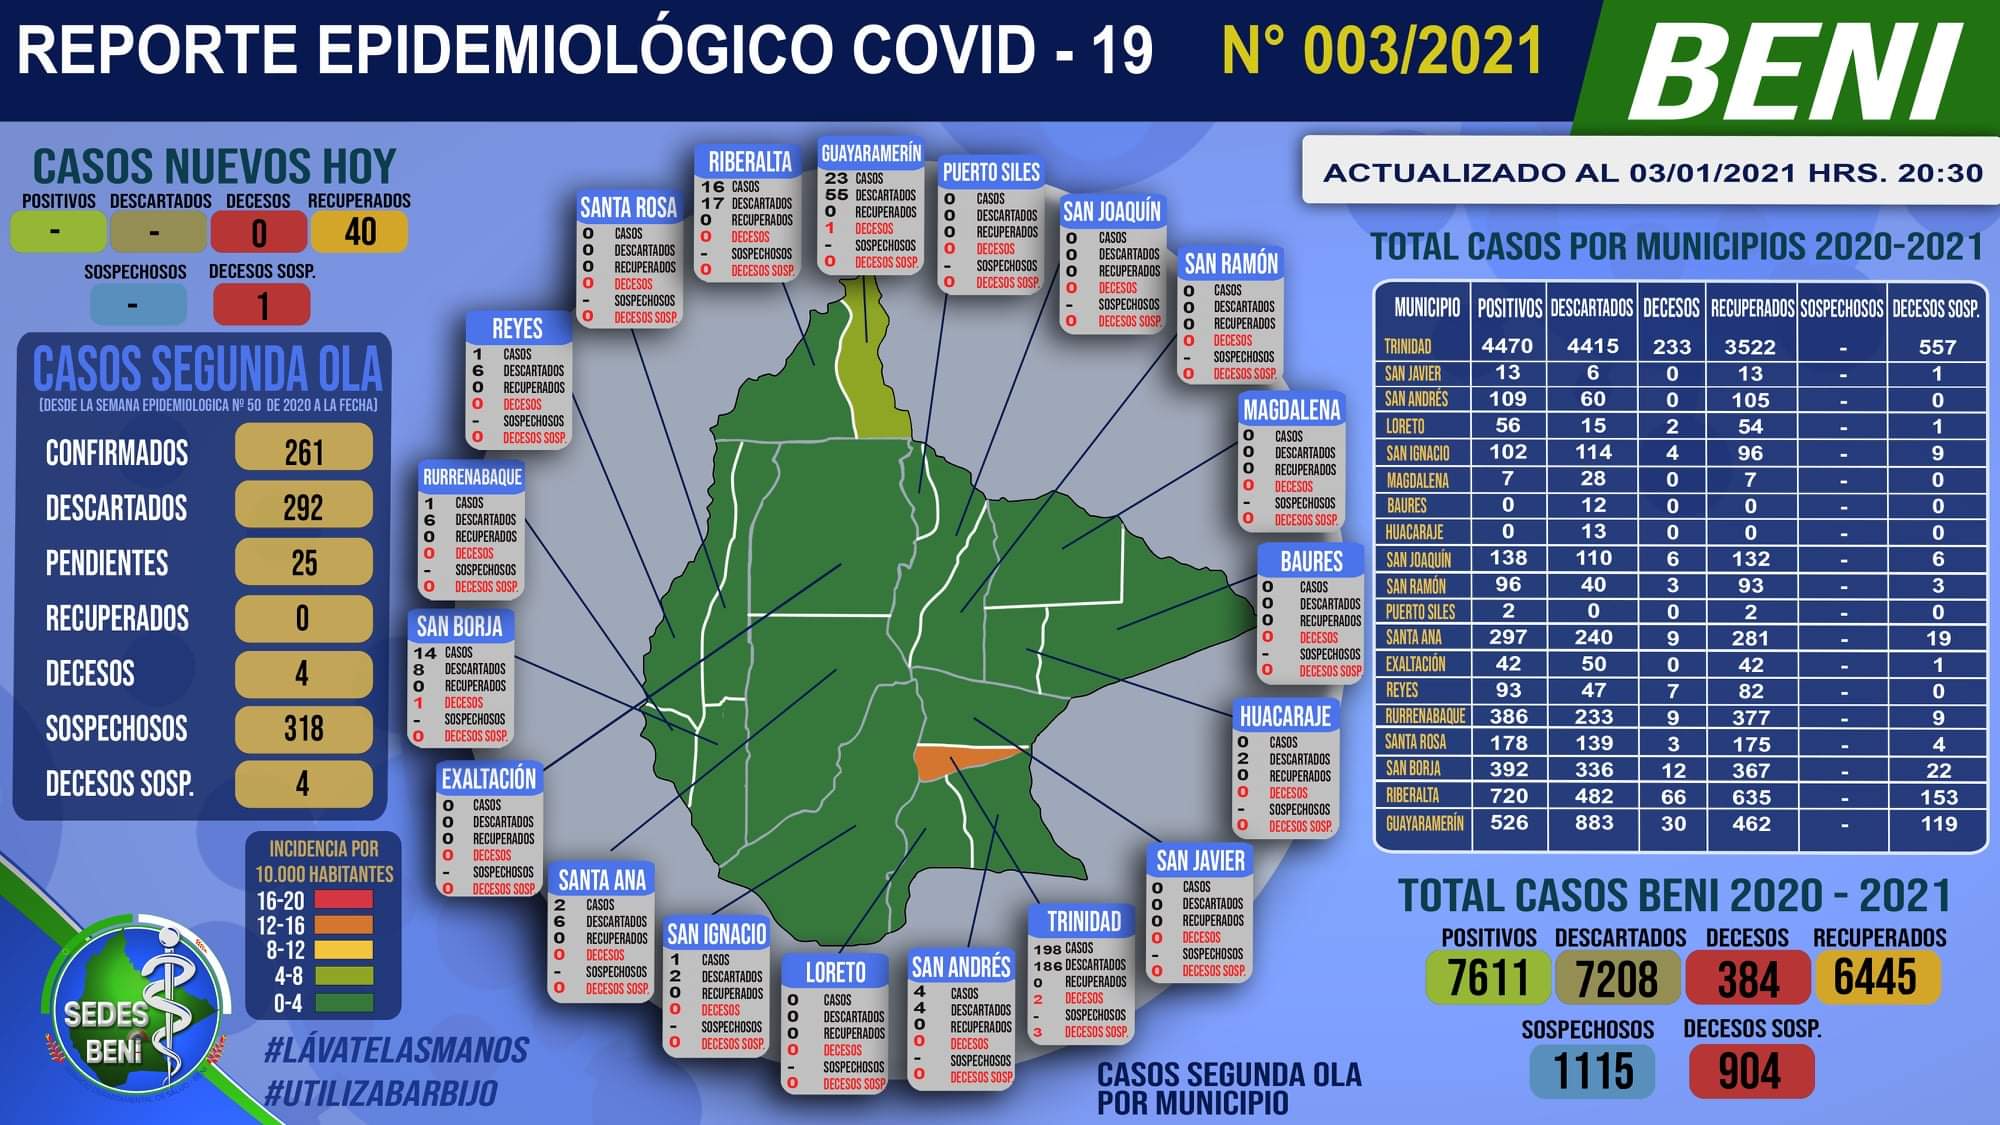 REPORTE EPIDEMIOLÓGICO COVID - 19 N° 003/2021
BENI
ACTUALIZADO AL 03/01/2021 HRS. 20:30
CASOS NUEVOS HOY
POSITIVOS DESCARTADOS DECESOS RECUPERADOS
- - 0 40
SOSPECHOSOS DECESOS SOSP.
- 1
CASOS SEGUNDA OLA
(DESDE LA SEMANA EPIDEMIOLOGICA Nº 50 DE 2020 A LA FECHA)
CONFIRMADOS 261
DESCARTADOS 292
PENDIENTES 25
RECUPERADOS 0
DECESOS 4
SOSPECHOSOS 318
DECESOS SOSP. 4
INCIDENCIA POR
10.000 HABITANTES
16-20
12-16
8-12
4-8
0-4
SEDES
BENI
#LÁVATELASMANOS
#UTILIZABARBIJO
RIBERALTA
16 CASOS
17 DESCARTADOS
0 RECUPERADOS
0 DECESOS
- SOSPECHOSOS
0 DECESOS SOSP.
GUAYARAMERÍN
23 CASOS
55 DESCARTADOS
0 RECUPERADOS
1 DECESOS
- SOSPECHOSOS
0 DECESOS SOSP.
PUERTO SILES
0 CASOS
0 DESCARTADOS
0 RECUPERADOS
0 DECESOS
- SOSPECHOSOS
0 DECESOS SOSP.
SAN JOAQUÍN
0 CASOS
0 DESCARTADOS
0 RECUPERADOS
0 DECESOS
- SOSPECHOSOS
0 DECESOS SOSP.
SAN RAMÓN
0 CASOS
0 DESCARTADOS
0 RECUPERADOS
0 DECESOS
- SOSPECHOSOS
0 DECESOS SOSP.
MAGDALENA
0 CASOS
0 DESCARTADOS
0 RECUPERADOS
0 DECESOS
- SOSPECHOSOS
0 DECESOS SOSP.
BAURES
0 CASOS
0 DESCARTADOS
0 RECUPERADOS
0 DECESOS
- SOSPECHOSOS
0 DECESOS SOSP.
HUACARAJE
0 CASOS
2 DESCARTADOS
0 RECUPERADOS
0 DECESOS
- SOSPECHOSOS
0 DECESOS SOSP.
SAN JAVIER
0 CASOS
0 DESCARTADOS
0 RECUPERADOS
0 DECESOS
- SOSPECHOSOS
0 DECESOS SOSP.
TRINIDAD
198 CASOS
186 DESCARTADOS
0 RECUPERADOS
2 DECESOS
- SOSPECHOSOS
3 DECESOS SOSP.
SAN ANDRÉS
4 CASOS
4 DESCARTADOS
0 RECUPERADOS
0 DECESOS
- SOSPECHOSOS
0 DECESOS SOSP.
LORETO
0 CASOS
0 DESCARTADOS
0 RECUPERADOS
0 DECESOS
- SOSPECHOSOS
0 DECESOS SOSP
SAN IGNACIO
1 CASOS
2 DESCARTADOS
0 RECUPERADOS
0 DECESOS
- SOSPECHOSOS
0 DECESOS SOSP.
SANTA ANA
2 CASOS
6 DESCARTADOS
0 RECUPERADOS
0 DECESOS
- SOSPECHOSOS
0 DECESOS SOSP.
EXALTACIÓN
0 CASOS
0 DESCARTADOS
0 RECUPERADOS
0 DECESOS
- SOSPECHOSOS
0 DECESOS SOSP
SAN BORJA
14 CASOS
8 DESCARTADOS
0 RECUPERADOS
1 DECESOS
- SOSPECHOSOS
0 DECESOS SOSP.
RURRENABAQUE
1 CASOS
6 DESCARTADOS
0 RECUPERADOS
0 DECESOS
- SOSPECHOSOS
0 DECESOS SOSP.
REYES
1 CASOS
6 DESCARTADOS
0 RECUPERADOS
0 DECESOS
- SOSPECHOSOS
0 DECESOS SOSP.
SANTA ROSA
0 CASOS
0 DESCARTADOS
0 RECUPERADOS
0 DECESOS
- SOSPECHOSOS
0 DECESOS SOSP.
CASOS SEGUNDA OLA
POR MUNICIPIO
TOTAL CASOS POR MUNICIPIOS 2020-2021
MUNICIPIO POSITIVOS DESCARTADOS DECESOS RECUPERADOS SOSPECHOSOS DECESOS SOSP.
TRINIDAD 4470 4415 233 3522 - 557
SAN JAVIER 13 6 0 13 - 1
SAN ANDRÉS 109 60 0 105 - 0
LORETO 56 15 2 54 - 1
SAN IGNACIO 102 114 4 96 - 9
MAGDALENA 7 28 0 7 - 0
BAURES 0 12 0 0 - 0
HUACARAJE 0 13 0 0 - 0
SAN JOAQUÍN 138 110 6 132 - 6
SAN RAMÓN 96 40 3 93 - 3
PUERTO SILES 2 0 0 2 - 0
SANTA ANA 297 240 9 281 - 19
EXALTACIÓN 42 50 0 42 - 1
REYES 93 47 7 82 - 0
RURRENABAQUE 386 233 9 377 - 9
SANTA ROSA 178 139 3 175 - 4
SAN BORJA 392 336 12 367 - 22
RIBERALTA 720 482 66 635 - 153
GUAYARAMERÍN 526 883 30 462 - 119
TOTAL CASOS BENI 2020 - 2021
POSITIVOS DESCARTADOS DECESOS RECUPERADOS
7611 7208 384 6445
SOSPECHOSOS DECESOS SOSP.
1115 904